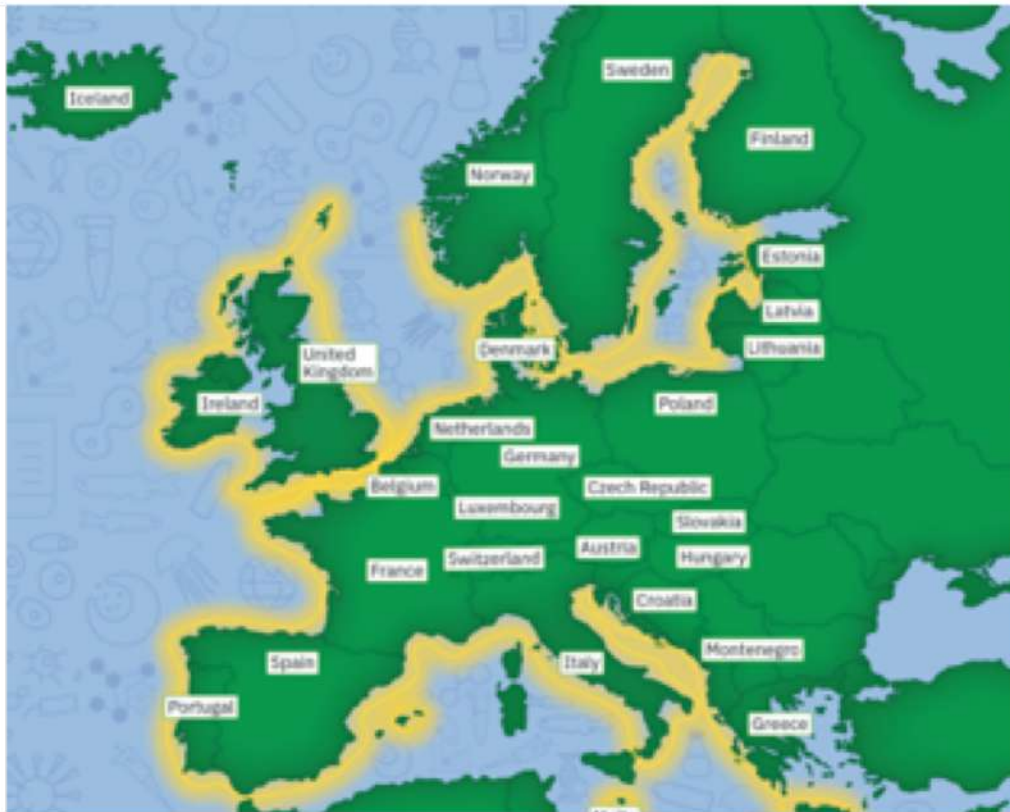 Sweden
Iceland
Finland
Norway
Estonia
Latvia
Lithuania
Denmark
United
Kingdom
Ireland
Poland
Netherlands
Germany
Belgium
Czech Republic
Luxembourg
Slovakia
Austria
Switzerland
Hungary
France
Croatia
Montenegro
Spain
Italy
Portugal
Greece